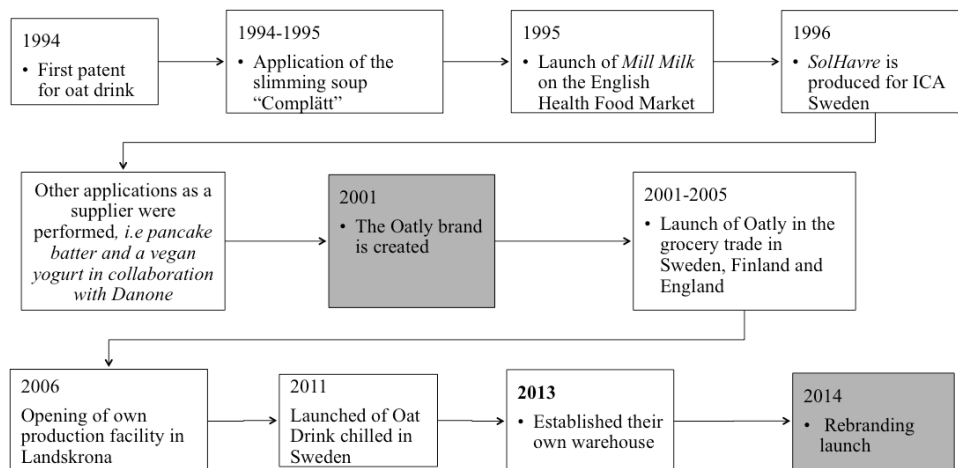 1994
• First patent
for oat drink
1994-1995
• Application of the
slimming soup
“Complätt”
1995
• Launch of Mill Milk
on the English
Health Food Market
1996
• SolHavre is
produced for ICA
Sweden
Other applications as a
supplier were
performed, i.e pancake
batter and a vegan
yogurt in collaboration
with Danone
2001
• The Oatly brand
is created
2001-2005
• Launch of Oatly in the
grocery trade in
Sweden, Finland and
England
2006
Opening of own
production facility in
Landskrona
2011
Launched of Oat
Drink chilled in
Sweden
2013
• Established their
own warehouse
2014
• Rebranding
launch